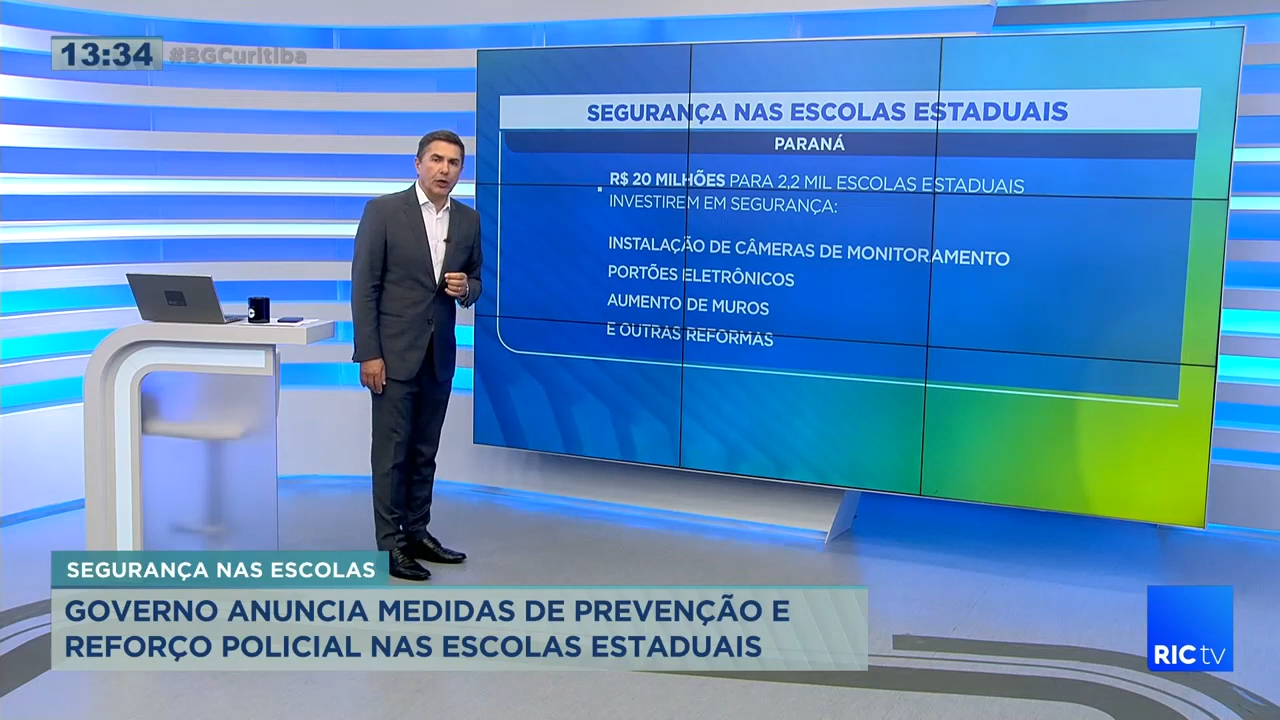 13:34 #BGCuritiba
SEGURANÇA NAS ESCOLAS ESTADUAIS
PARANÁ
R$ 20 MILHÕES PARA 2,2 MIL ESCOLAS ESTADUAIS
INVESTIREM EM SEGURANÇA:
INSTALAÇÃO DE CÂMERAS DE MONITORAMENTO
PORTÕES ELETRÔNICOS
AUMENTO DE MUROS
E OUTRAS REFORMAS
SEGURANÇA NAS ESCOLAS
GOVERNO ANUNCIA MEDIDAS DE PREVENÇÃO E
REFORÇO POLICIAL NAS ESCOLAS ESTADUAIS
RIC tv